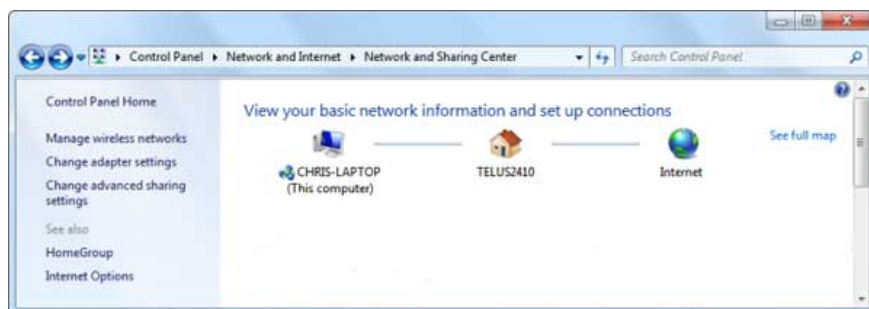 Control Panel ▸ Network and Internet ▸ Network and Sharing Center
Search Control Panel
Control Panel Home
Manage wireless networks
Change adapter settings
Change advanced sharing
settings
See also
HomeGroup
Internet Options
View your basic network information and set up connections
CHRIS-LAPTOP
(This computer)
TELUS2410
Internet
See full map